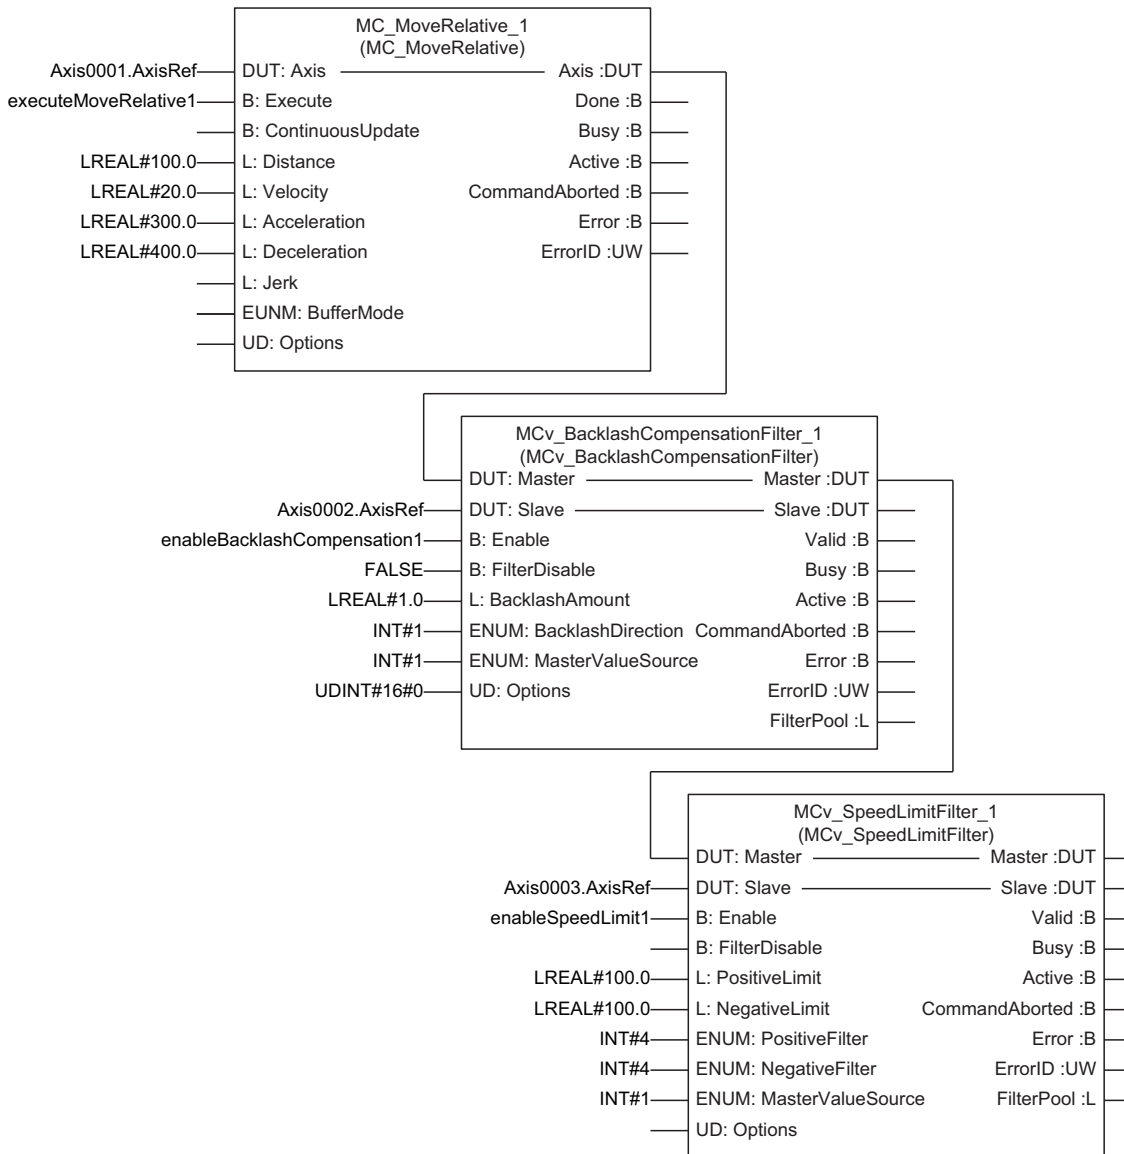 MC_MoveRelative_1
(MC_MoveRelative)
Axis0001.AxisRef DUT: Axis Axis :DUT
executeMoveRelative1 B: Execute Done :B
B: ContinuousUpdate Busy :B
LREAL#100.0 L: Distance Active :B
LREAL#20.0 L: Velocity CommandAborted :B
LREAL#300.0 L: Acceleration Error :B
LREAL#400.0 L: Deceleration ErrorID :UW
L: Jerk
EUNM: BufferMode
UD: Options
MCv_BacklashCompensationFilter_1
(MCv_BacklashCompensationFilter)
DUT: Master Master :DUT
Axis0002.AxisRef DUT: Slave Slave :DUT
enableBacklashCompensation1 B: Enable Valid :B
FALSE B: FilterDisable Busy :B
LREAL#1.0 L: BacklashAmount Active :B
INT#1 ENUM: BacklashDirection CommandAborted :B
INT#1 ENUM: MasterValueSource Error :B
UDINT#16#0 UD: Options ErrorID :UW
FilterPool :L
MCv_SpeedLimitFilter_1
(MCv_SpeedLimitFilter)
DUT: Master Master :DUT
Axis0003.AxisRef DUT: Slave Slave :DUT
enableSpeedLimit1 B: Enable Valid :B
B: FilterDisable Busy :B
LREAL#100.0 L: PositiveLimit Active :B
LREAL#100.0 L: NegativeLimit CommandAborted :B
INT#4 ENUM: PositiveFilter Error :B
INT#4 ENUM: NegativeFilter ErrorID :UW
INT#1 ENUM: MasterValueSource FilterPool :L
UD: Options